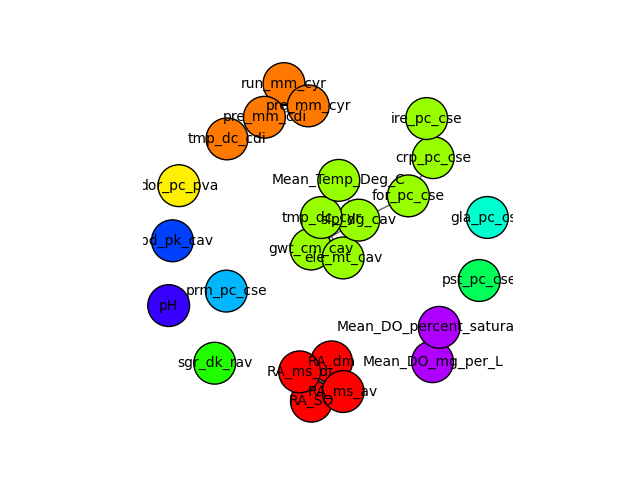 run_mm_cyr
pre_mm_cyr
pre_mm_cdi
tmp_dc_cdi
ire_pc_cse
crp_pc_cse
for_pc_cse
Mean_Temp_Deg_C
dor_pc_pva
tmp_dc_cyr
slp_dg_cav
gla_pc_cs
od_pk_cav
gwt_cm_cav
ele_mt_cav
pst_pc_cse
prm_pc_cse
pH
Mean_DO_percent_satura
Mean_DO_mg_per_L
sgr_dk_rav
RA_dm
RA_ms_di
RA_ms_av
RA_SO